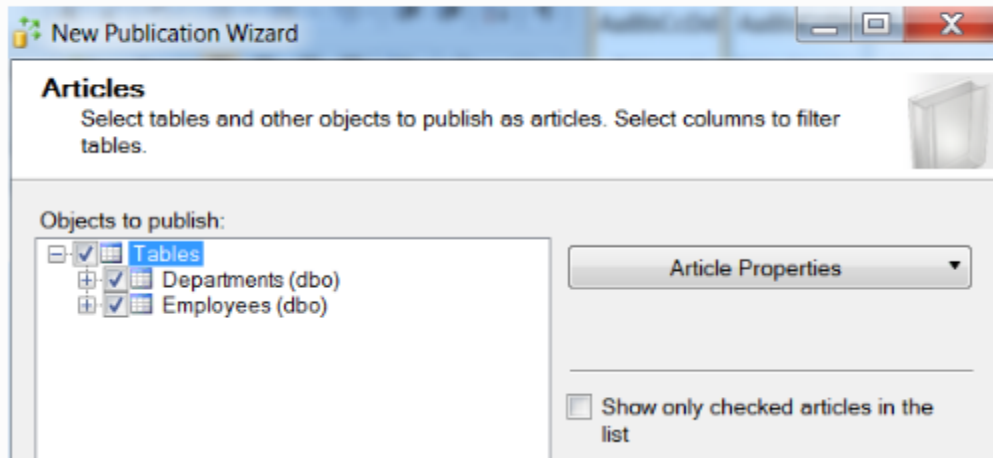 New Publication Wizard
Articles
Select tables and other objects to publish as articles. Select columns to filter
tables.
Objects to publish:
Tables
Departments (dbo)
Employees (dbo)
Article Properties
Show only checked articles in the
list